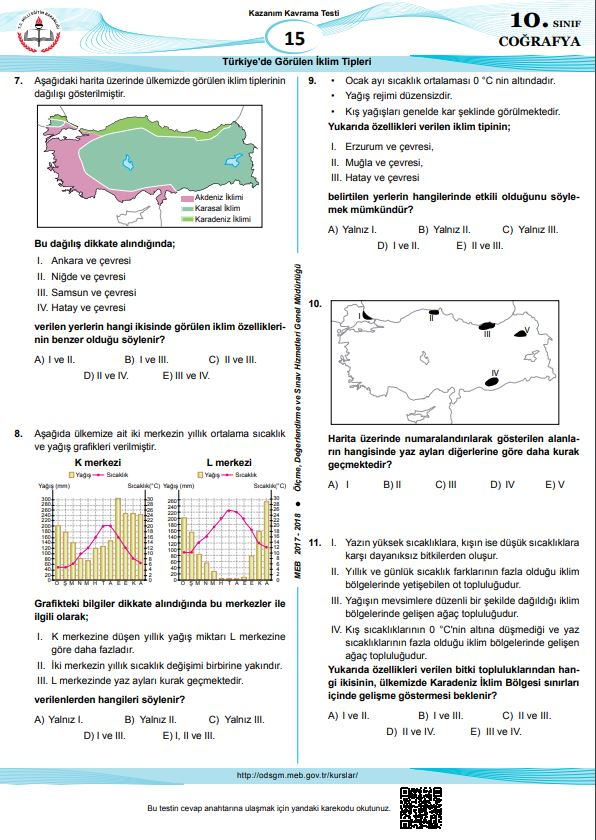 T.C. MİLLÎ EĞİTİM BAKANLIĞI
Kazanım Kavrama Testi
15
10. SINIF
COĞRAFYA
Türkiye'de Görülen İklim Tipleri
7. Aşağıdaki harita üzerinde ülkemizde görülen iklim tiplerinin
dağılışı gösterilmiştir.
Akdeniz İklimi
Karasal İklim
Karadeniz İklimi
Bu dağılış dikkate alındığında;
I. Ankara ve çevresi
II. Niğde ve çevresi
III. Samsun ve çevresi
IV. Hatay ve çevresi
verilen yerlerin hangi ikisinde görülen iklim özellikleri-
nin benzer olduğu söylenir?
A) I ve II. B) I ve III. C) II ve III.
D) II ve IV. E) III ve IV.
8. Aşağıda ülkemize ait iki merkezin yıllık ortalama sıcaklık
ve yağış grafikleri verilmiştir.
K merkezi
Yağış Sıcaklık
Yağış (mm) Sıcaklık(°C)
300 30
280 28
260 26
240 24
220 22
200 20
180 18
160 16
140 14
120 12
100 10
80 8
60 6
40 4
20 2
0 0
O Ş M N M H T A E E K A
L merkezi
Yağış Sıcaklık
Yağış (mm) Sıcaklık(°C)
260
240
220
200
180
160
140
120
100
80
60
40
20
0
30
28
26
24
22
20
18
16
14
12
10
8
6
4
2
0
O Ş M N M H T A E E K A
Grafikteki bilgiler dikkate alındığında bu merkezler ile
ilgili olarak;
I. K merkezine düşen yıllık yağış miktarı L merkezine
göre daha fazladır.
II. İki merkezin yıllık sıcaklık değişimi birbirine yakındır.
III. L merkezinde yaz ayları kurak geçmektedir.
verilenlerden hangileri söylenir?
A) Yalnız I. B) Yalnız II. C) Yalnız III.
D) I ve III. E) I, II ve III.
MEB 2017 - 2018 ● Ölçme, Değerlendirme ve Sınav Hizmetleri Genel Müdürlüğü
9. • Ocak ayı sıcaklık ortalaması 0 °C nin altındadır.
• Yağış rejimi düzensizdir.
• Kış yağışları genelde kar şeklinde görülmektedir.
Yukarıda özellikleri verilen iklim tipinin;
I. Erzurum ve çevresi,
II. Muğla ve çevresi,
III. Hatay ve çevresi
belirtilen yerlerin hangilerinde etkili olduğunu söyle-
mek mümkündür?
A) Yalnız I. B) Yalnız II. C) Yalnız III.
D) I ve II. E) II ve III.
10.
I
II
III
V
IV
Harita üzerinde numaralandırılarak gösterilen alanla-
rın hangisinde yaz ayları diğerlerine göre daha kurak
geçmektedir?
A) I B) II C) III D) IV E) V
11. I. Yazın yüksek sıcaklıklara, kışın ise düşük sıcaklıklara
karşı dayanıksız bitkilerden oluşur.
II. Yıllık ve günlük sıcaklık farklarının fazla olduğu iklim
bölgelerinde yetişebilen ot topluluğudur.
III. Yağışın mevsimlere düzenli bir şekilde dağıldığı iklim
bölgelerinde gelişen ağaç topluluğudur.
IV. Kış sıcaklıklarının 0 °C'nin altına düşmediği ve yaz
sıcaklıklarının fazla olduğu iklim bölgelerinde gelişen
ağaç topluluğudur.
Yukarıda özellikleri verilen bitki topluluklarından han-
gi ikisinin, ülkemizde Karadeniz İklim Bölgesi sınırları
içinde gelişme göstermesi beklenir?
A) I ve II. B) I ve III. C) II ve III.
D) II ve IV. E) III ve IV.
http://odsgm.meb.gov.tr/kurslar/
Bu testin cevap anahtarına ulaşmak için yandaki karekodu okutunuz.